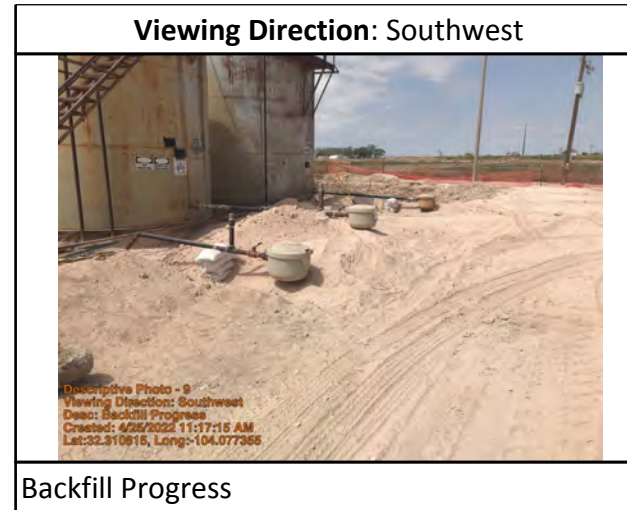 Viewing Direction: Southwest
Descriptive Photo - 9
Viewing Direction: Southwest
Desc: Backfill Progress
Created: 4/25/2022 11:17:15 AM
Lat:32.310915, Long:-104.077355
Backfill Progress